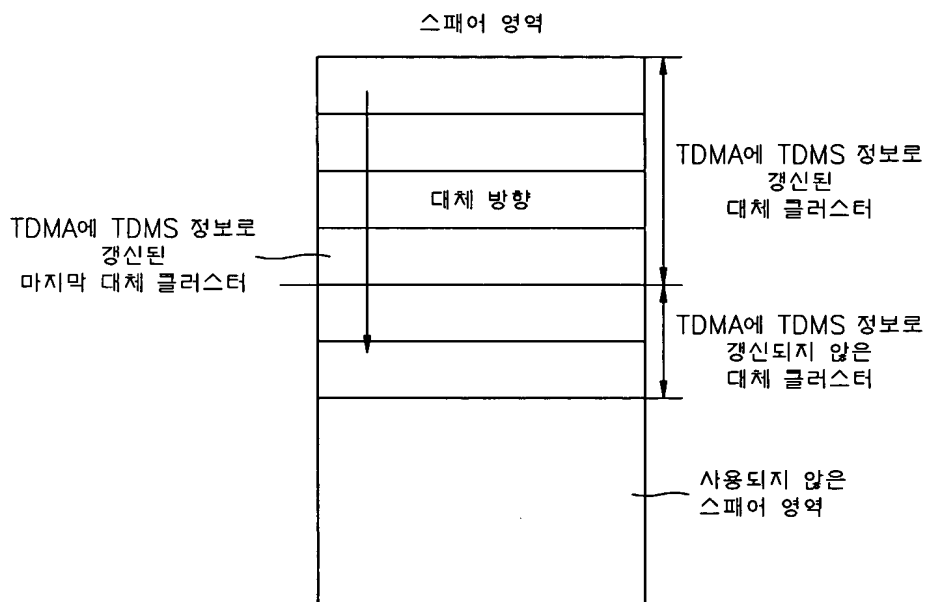 스패어 영역
TDMA에 TDMS 정보로
갱신된
대체 클러스터
대체 방향
TDMA에 TDMS 정보로
갱신된
마지막 대체 클러스터
TDMA에 TDMS 정보로
갱신되지 않은
대체 클러스터
사용되지 않은
스패어 영역